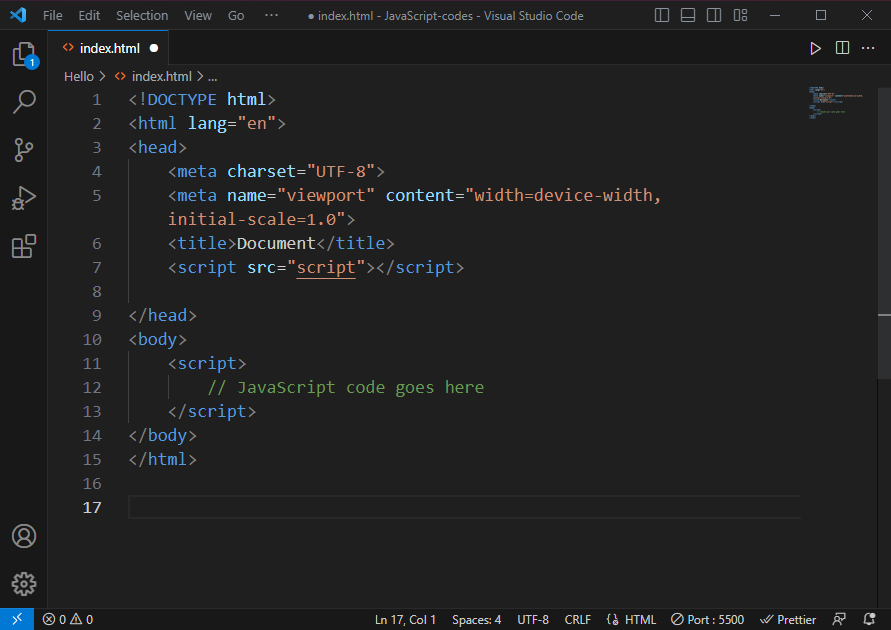 File Edit Selection View Go ··· ● index.html - JavaScript-codes - Visual Studio Code
1
<> index.html ●
Hello > <> index.html > ...
1 <!DOCTYPE html>
2 <html lang="en">
3 <head>
4 <meta charset="UTF-8">
5 <meta name="viewport" content="width=device-width,
initial-scale=1.0">
6 <title>Document</title>
7 <script src="script"></script>
8
9 </head>
10 <body>
11 <script>
12 // JavaScript code goes here
13 </script>
14 </body>
15 </html>
16
17
0 0 Ln 17, Col 1 Spaces: 4 UTF-8 CRLF HTML Port : 5500 Prettier